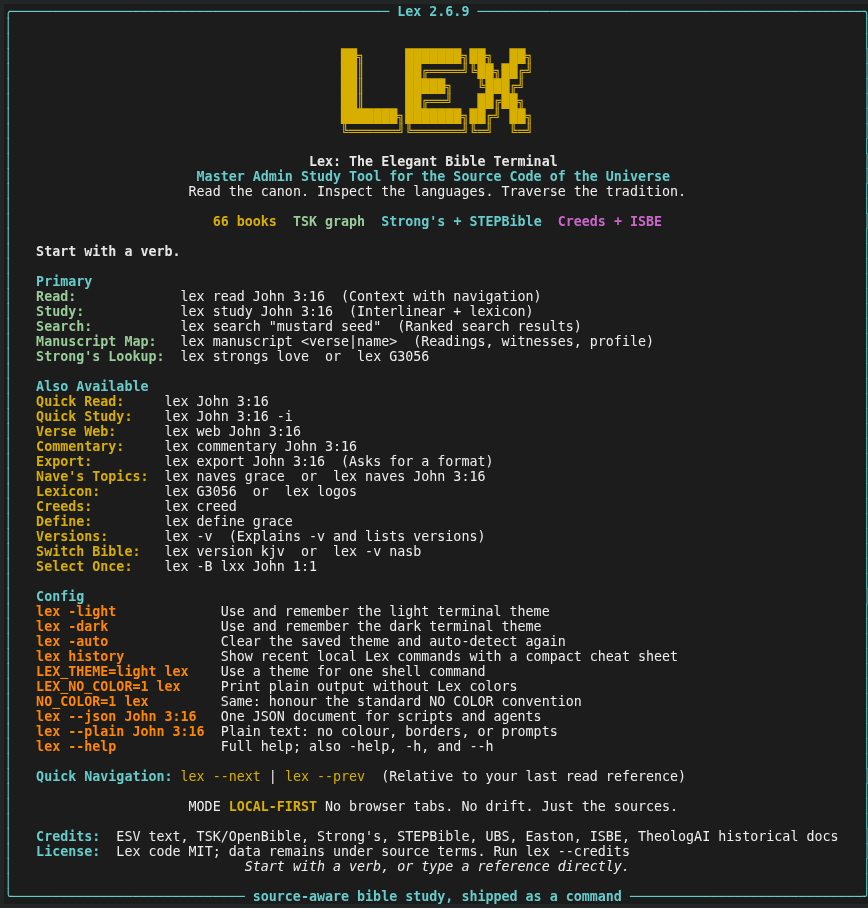 Lex 2.6.9
LEX
Lex: The Elegant Bible Terminal
Master Admin Study Tool for the Source Code of the Universe
Read the canon. Inspect the languages. Traverse the tradition.
66 books  TSK graph  Strong's + STEPBible  Creeds + ISBE
Start with a verb.
Primary
Read:             lex read John 3:16  (Context with navigation)
Study:            lex study John 3:16  (Interlinear + lexicon)
Search:           lex search "mustard seed"  (Ranked search results)
Manuscript Map:   lex manuscript <verse|name>  (Readings, witnesses, profile)
Strong's Lookup:  lex strongs love  or  lex G3056
Also Available
Quick Read:     lex John 3:16
Quick Study:    lex John 3:16 -i
Verse Web:      lex web John 3:16
Commentary:     lex commentary John 3:16
Export:         lex export John 3:16  (Asks for a format)
Nave's Topics:  lex naves grace  or  lex naves John 3:16
Lexicon:        lex G3056  or  lex logos
Creeds:         lex creed
Define:         lex define grace
Versions:       lex -v  (Explains -v and lists versions)
Switch Bible:   lex version kjv  or  lex -v nasb
Select Once:    lex -B lxx John 1:1
Config
lex -light             Use and remember the light terminal theme
lex -dark              Use and remember the dark terminal theme
lex -auto              Clear the saved theme and auto-detect again
lex history            Show recent local Lex commands with a compact cheat sheet
LEX_THEME=light lex    Use a theme for one shell command
LEX_NO_COLOR=1 lex     Print plain output without Lex colors
NO_COLOR=1 lex         Same: honour the standard NO COLOR convention
lex --json John 3:16   One JSON document for scripts and agents
lex --plain John 3:16  Plain text: no colour, borders, or prompts
lex --help             Full help; also -help, -h, and --h
Quick Navigation: lex --next | lex --prev  (Relative to your last read reference)
MODE LOCAL-FIRST No browser tabs. No drift. Just the sources.
Credits:  ESV text, TSK/OpenBible, Strong's, STEPBible, UBS, Easton, ISBE, TheologAI historical docs
License:  Lex code MIT; data remains under source terms. Run lex --credits
Start with a verb, or type a reference directly.
source-aware bible study, shipped as a command